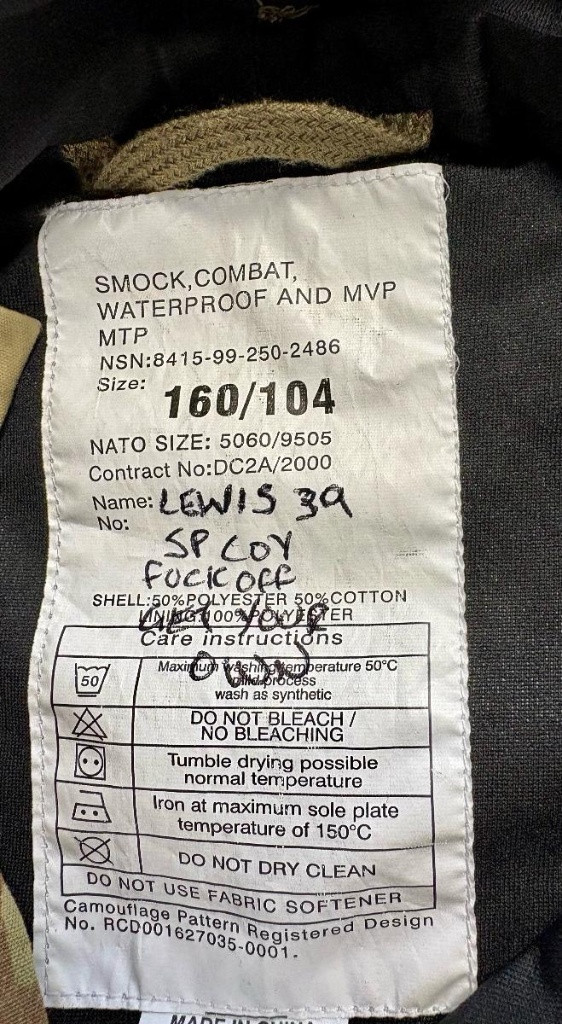 SMOCK,COMBAT,
WATERPROOF AND MVP
MTP
NSN:8415-99-250-2486
Size:
160/104
NATO SIZE: 5060/9505
Contract No:DC2A/2000
Name: LEWIS 39
No:
SP COY
FUCK OFF
SHELL:50%POLYESTER 50%COTTON
LINING:100%POLYESTER
GET YOUR
Care instructions
OWN
50
Maximum washing temperature 50°C
mild process
wash as synthetic
DO NOT BLEACH /
NO BLEACHING
Tumble drying possible
normal temperature
Iron at maximum sole plate
temperature of 150°C
DO NOT DRY CLEAN
DO NOT USE FABRIC SOFTENER
Camouflage Pattern Registered Design
No. RCD001627035-0001.
MADE IN CHINA